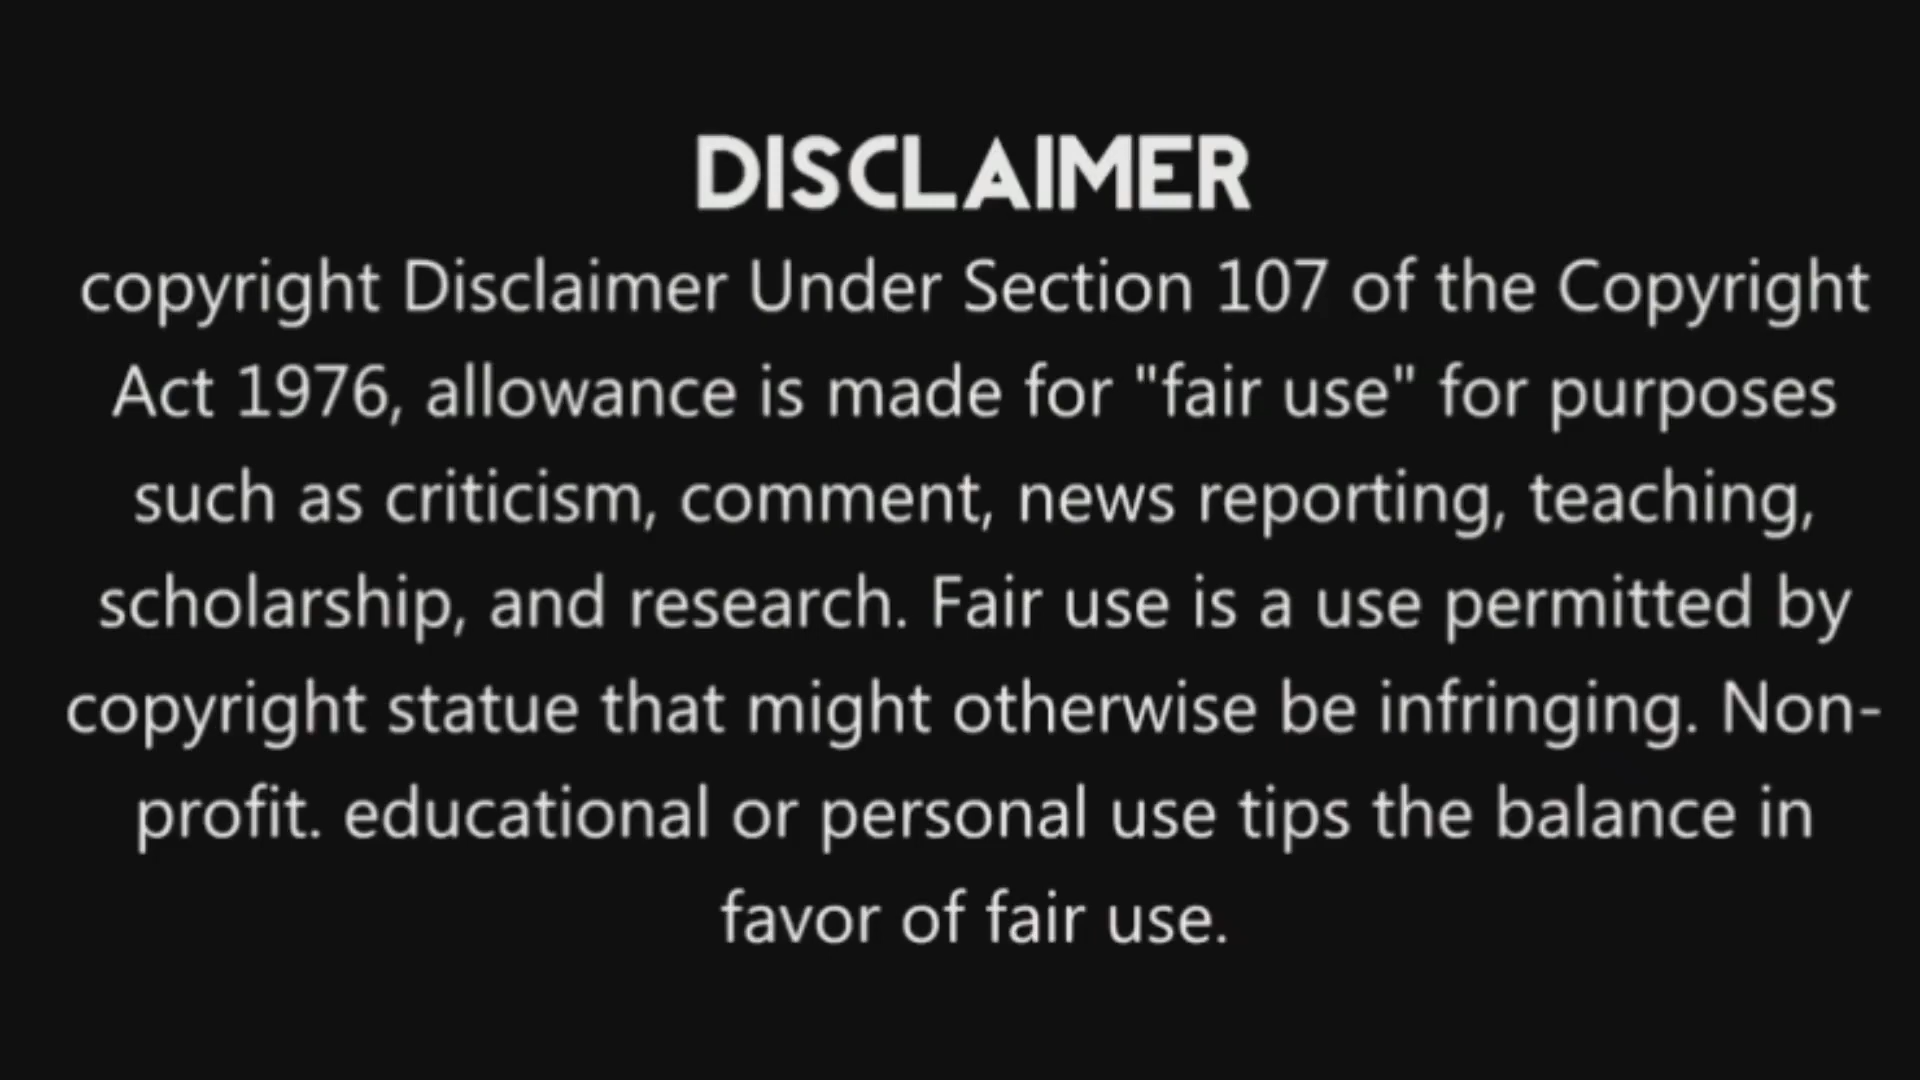 DISCLAIMER
copyright Disclaimer Under Section 107 of the Copyright
Act 1976, allowance is made for "fair use" for purposes
such as criticism, comment, news reporting, teaching,
scholarship, and research. Fair use is a use permitted by
copyright statue that might otherwise be infringing. Non-
profit. educational or personal use tips the balance in
favor of fair use.